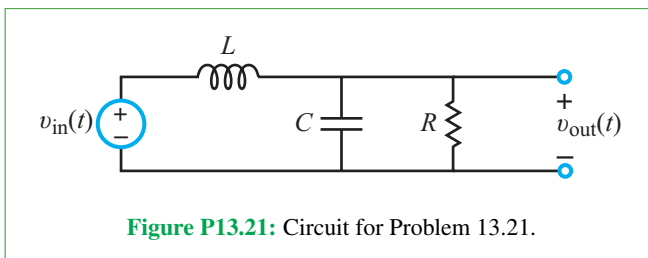 L
v_in(t)
+
−
C
R
+
v_out(t)
−
Figure P13.21: Circuit for Problem 13.21.